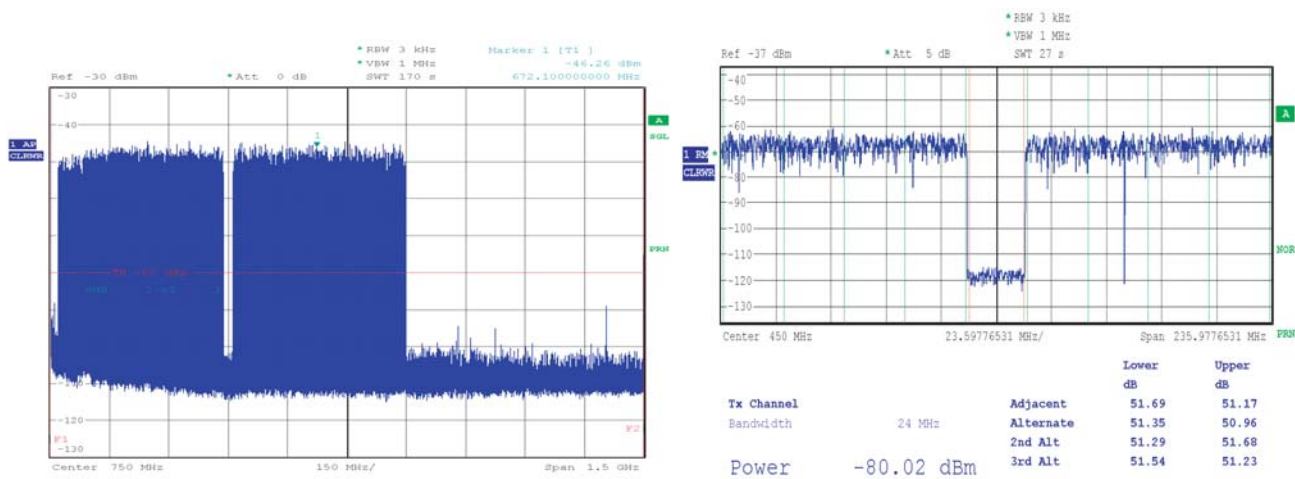 * RBW 3 kHz Marker 1 [T1 ]
* VBW 1 MHz -46.26 dBm
Ref -30 dBm * Att 0 dB SWT 170 s 672.100000000 MHz
-30
-40
1
A
SGL
1 AP
CLRWR
PRN
-120
F1
F2
-130
Center 750 MHz 150 MHz/ Span 1.5 GHz
* RBW 3 kHz
* VBW 1 MHz
Ref -37 dBm * Att 5 dB SWT 27 s
-40
-50
-60
A
1 RM *
CLRWR
-80
-90
-100
-110
-120
-130
NOR
PRN
Center 450 MHz 23.59776531 MHz/ Span 235.9776531 MHz
Lower Upper
dB dB
Tx Channel Adjacent 51.69 51.17
Bandwidth 24 MHz Alternate 51.35 50.96
2nd Alt 51.29 51.68
Power -80.02 dBm 3rd Alt 51.54 51.23